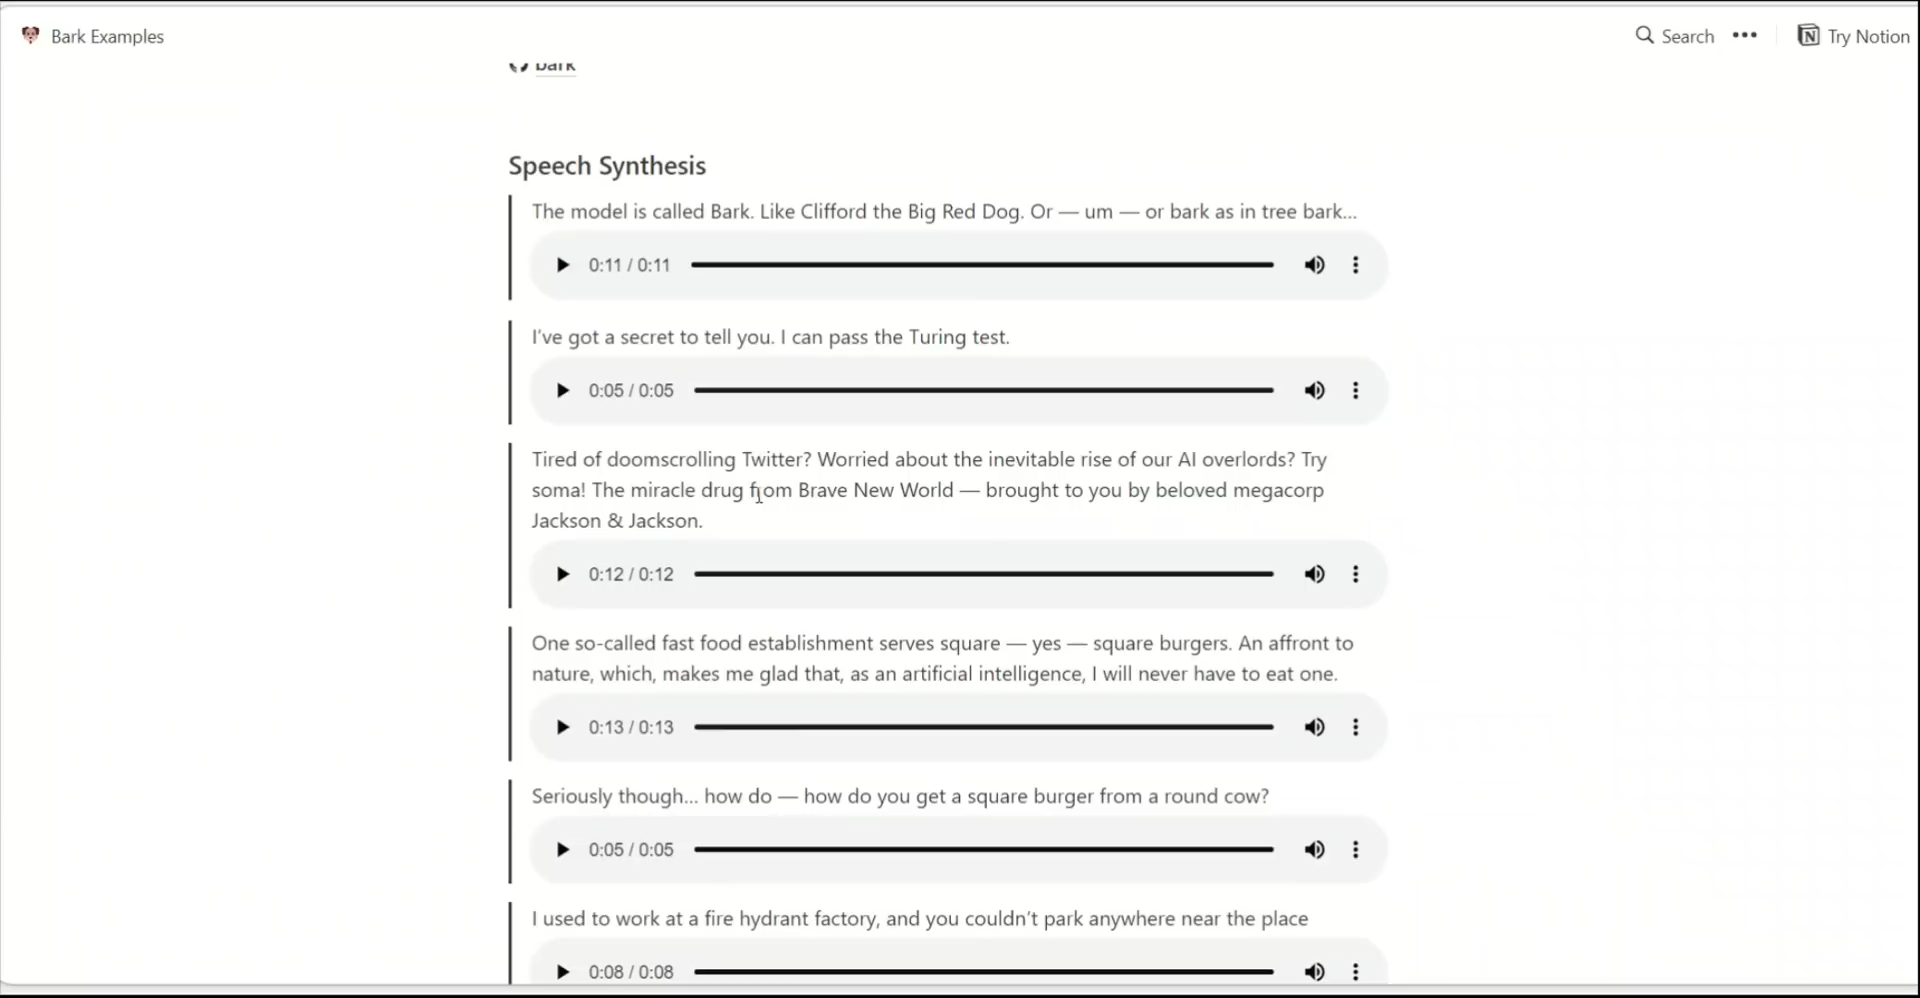 Bark Examples
Search
Try Notion
bark
Speech Synthesis
The model is called Bark. Like Clifford the Big Red Dog. Or — um — or bark as in tree bark...
0:11 / 0:11
I've got a secret to tell you. I can pass the Turing test.
0:05 / 0:05
Tired of doomscrolling Twitter? Worried about the inevitable rise of our AI overlords? Try
soma! The miracle drug from Brave New World — brought to you by beloved megacorp
Jackson & Jackson.
0:12 / 0:12
One so-called fast food establishment serves square — yes — square burgers. An affront to
nature, which, makes me glad that, as an artificial intelligence, I will never have to eat one.
0:13 / 0:13
Seriously though... how do — how do you get a square burger from a round cow?
0:05 / 0:05
I used to work at a fire hydrant factory, and you couldn't park anywhere near the place
0:08 / 0:08